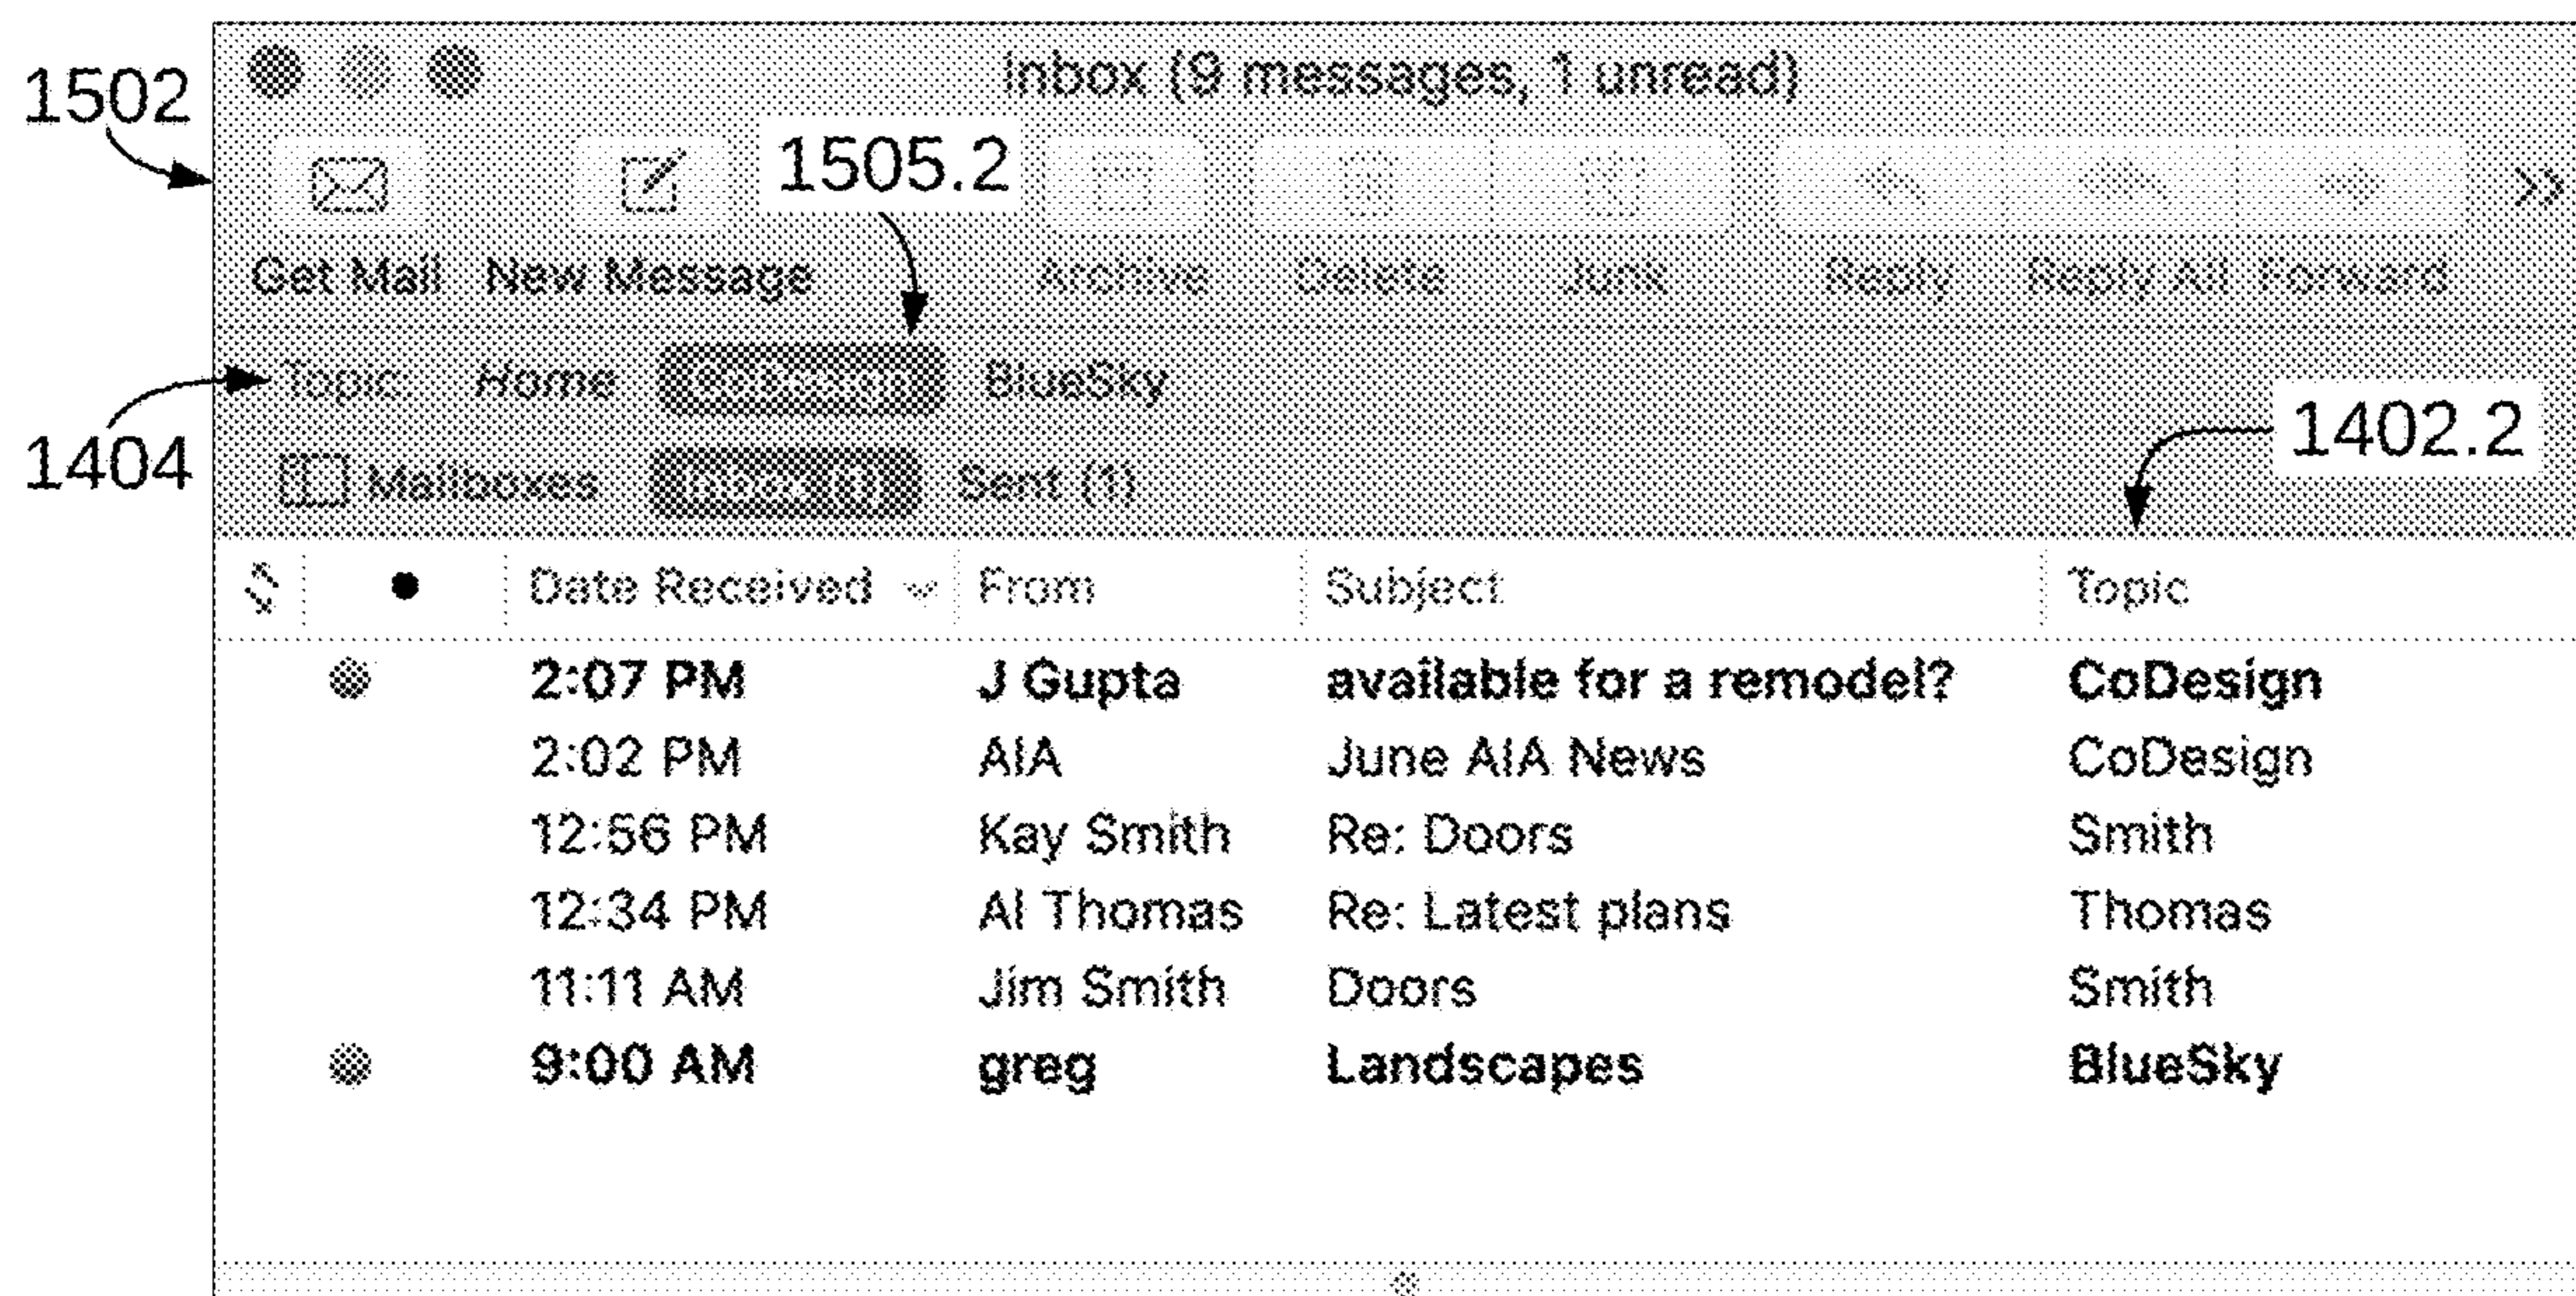 inbox (9 messages, 1 unread)
1502
1505.2
Get Mail New Message Archive Delete Junk Reply Reply All Forward
Topic Home BlueSky
1404
1402.2
Mailboxes Sent (1)
Date Received From Subject Topic
2:07 PM J Gupta available for a remodel? CoDesign
2:02 PM AIA June AIA News CoDesign
12:56 PM Kay Smith Re: Doors Smith
12:34 PM Al Thomas Re: Latest plans Thomas
11:11 AM Jim Smith Doors Smith
9:00 AM greg Landscapes BlueSky